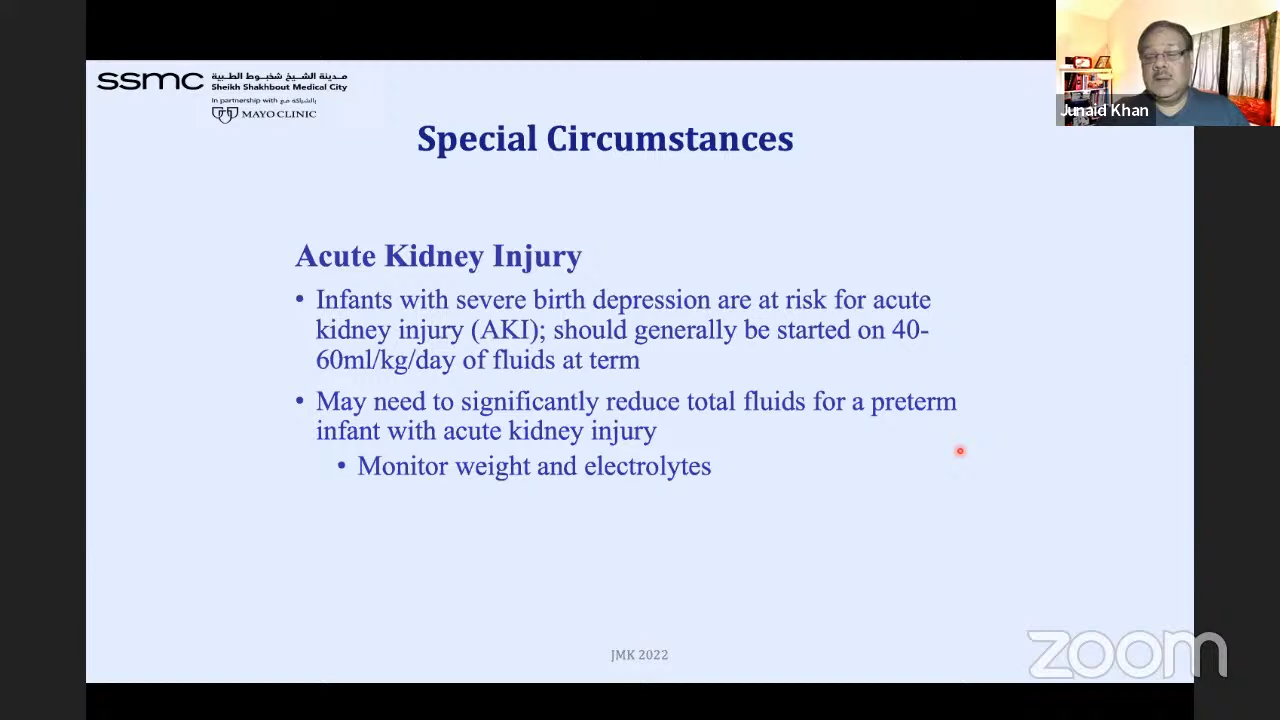 ssmc
مدينة الشيخ شخبوط الطبية
Sheikh Shakhbout Medical City
In partnership with بالشراكة مع
MAYO CLINIC
Junaid Khan
Special Circumstances
Acute Kidney Injury
• Infants with severe birth depression are at risk for acute
kidney injury (AKI); should generally be started on 40-
60ml/kg/day of fluids at term
• May need to significantly reduce total fluids for a preterm
infant with acute kidney injury
• Monitor weight and electrolytes
JMK 2022
zoom